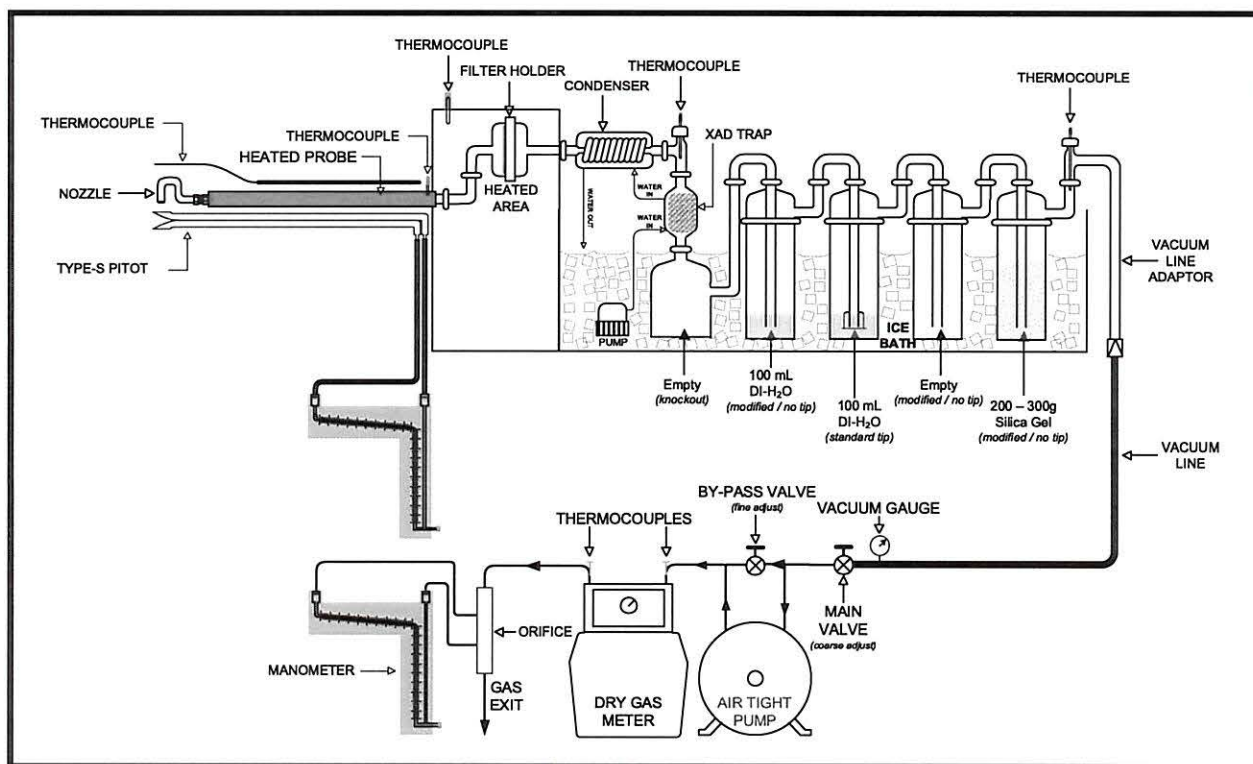 THERMOCOUPLE
FILTER HOLDER
CONDENSER
THERMOCOUPLE
THERMOCOUPLE
XAD TRAP
THERMOCOUPLE
THERMOCOUPLE
HEATED PROBE
NOZZLE
HEATED
AREA
WATER OUT
WATER
IN
WATER
IN
TYPE-S PITOT
VACUUM
LINE
ADAPTOR
PUMP
ICE
BATH
Empty
(knockout)
100 mL
DI-H₂O
(modified / no tip)
100 mL
DI-H₂O
(standard tip)
Empty
(modified / no tip)
200 – 300g
Silica Gel
(modified / no tip)
VACUUM
LINE
BY-PASS VALVE
(fine adjust)
VACUUM GAUGE
THERMOCOUPLES
MAIN
VALVE
(coarse adjust)
ORIFICE
MANOMETER
GAS
EXIT
DRY GAS
METER
AIR TIGHT
PUMP